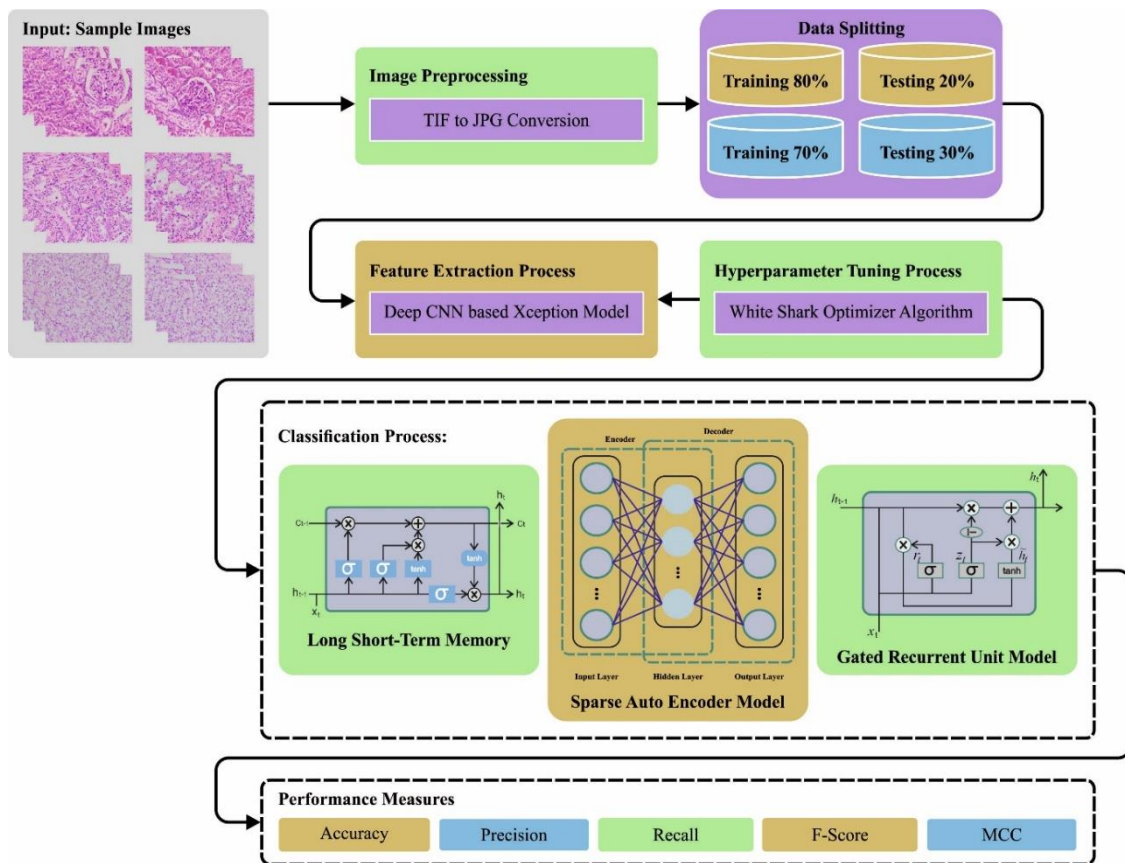 Input: Sample Images
Image Preprocessing
TIF to JPG Conversion
Data Splitting
Training 80%
Testing 20%
Training 70%
Testing 30%
Feature Extraction Process
Deep CNN based Xception Model
Hyperparameter Tuning Process
White Shark Optimizer Algorithm
Classification Process:
Cₜ₋₁
hₜ₋₁
xₜ
σ
σ
tanh
σ
tanh
hₜ
Cₜ
hₜ
Long Short-Term Memory
Encoder
Decoder
Input Layer
Hidden Layer
Output Layer
Sparse Auto Encoder Model
hₜ₋₁
xₜ
rₜ
σ
zₜ
σ
1-
h̃ₜ
tanh
hₜ
Gated Recurrent Unit Model
Performance Measures
Accuracy
Precision
Recall
F-Score
MCC